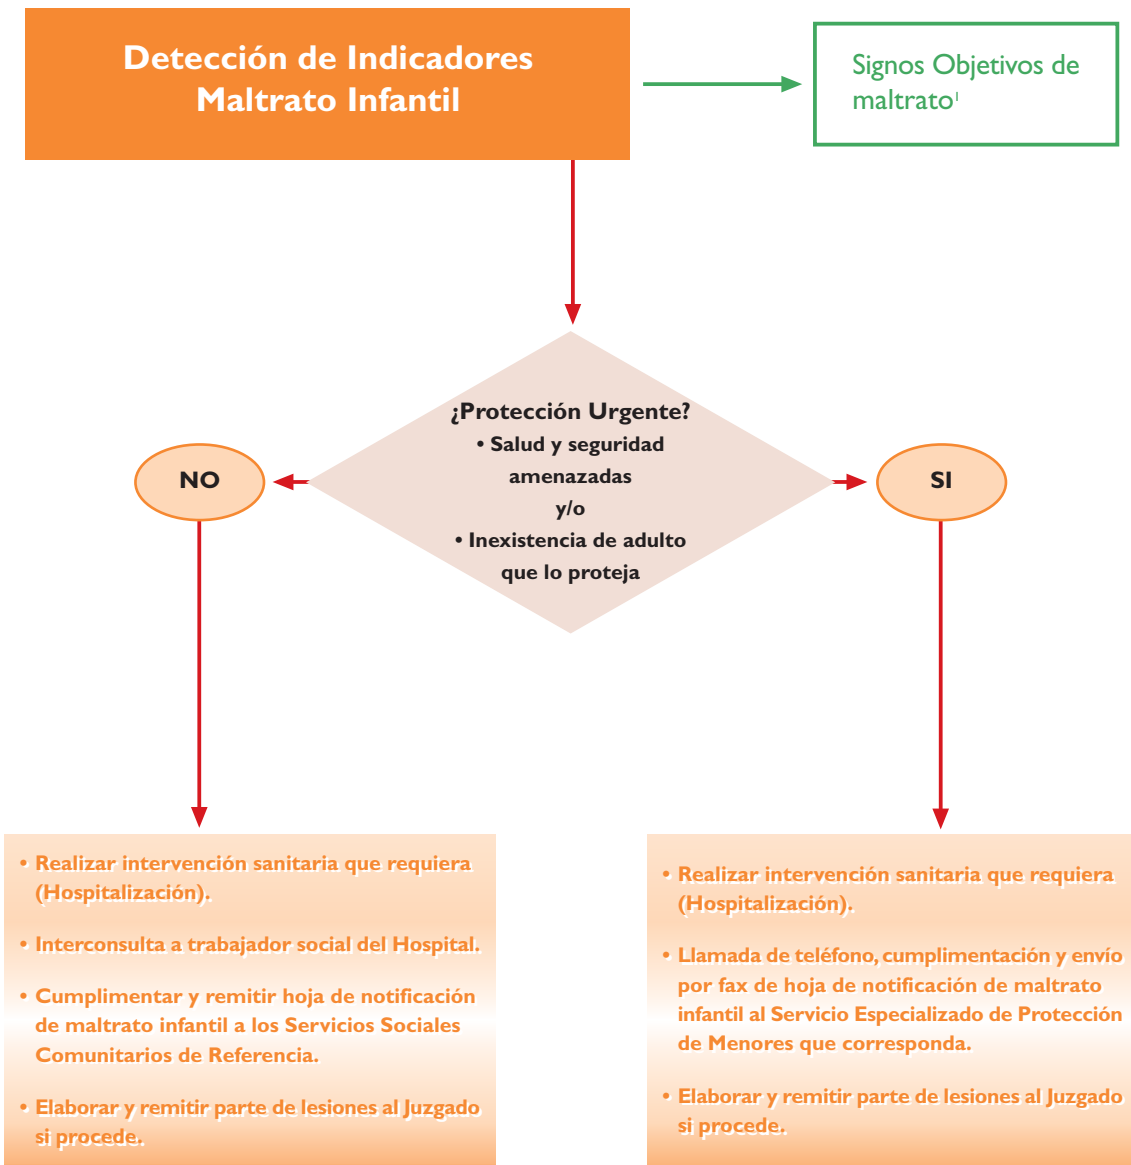 Detección de Indicadores
Maltrato Infantil
Signos Objetivos de
maltrato¹
¿Protección Urgente?
• Salud y seguridad
amenazadas
y/o
• Inexistencia de adulto
que lo proteja
NO
SI
• Realizar intervención sanitaria que requiera
(Hospitalización).
• Interconsulta a trabajador social del Hospital.
• Cumplimentar y remitir hoja de notificación
de maltrato infantil a los Servicios Sociales
Comunitarios de Referencia.
• Elaborar y remitir parte de lesiones al Juzgado
si procede.
• Realizar intervención sanitaria que requiera
(Hospitalización).
• Llamada de teléfono, cumplimentación y envío
por fax de hoja de notificación de maltrato
infantil al Servicio Especializado de Protección
de Menores que corresponda.
• Elaborar y remitir parte de lesiones al Juzgado
si procede.